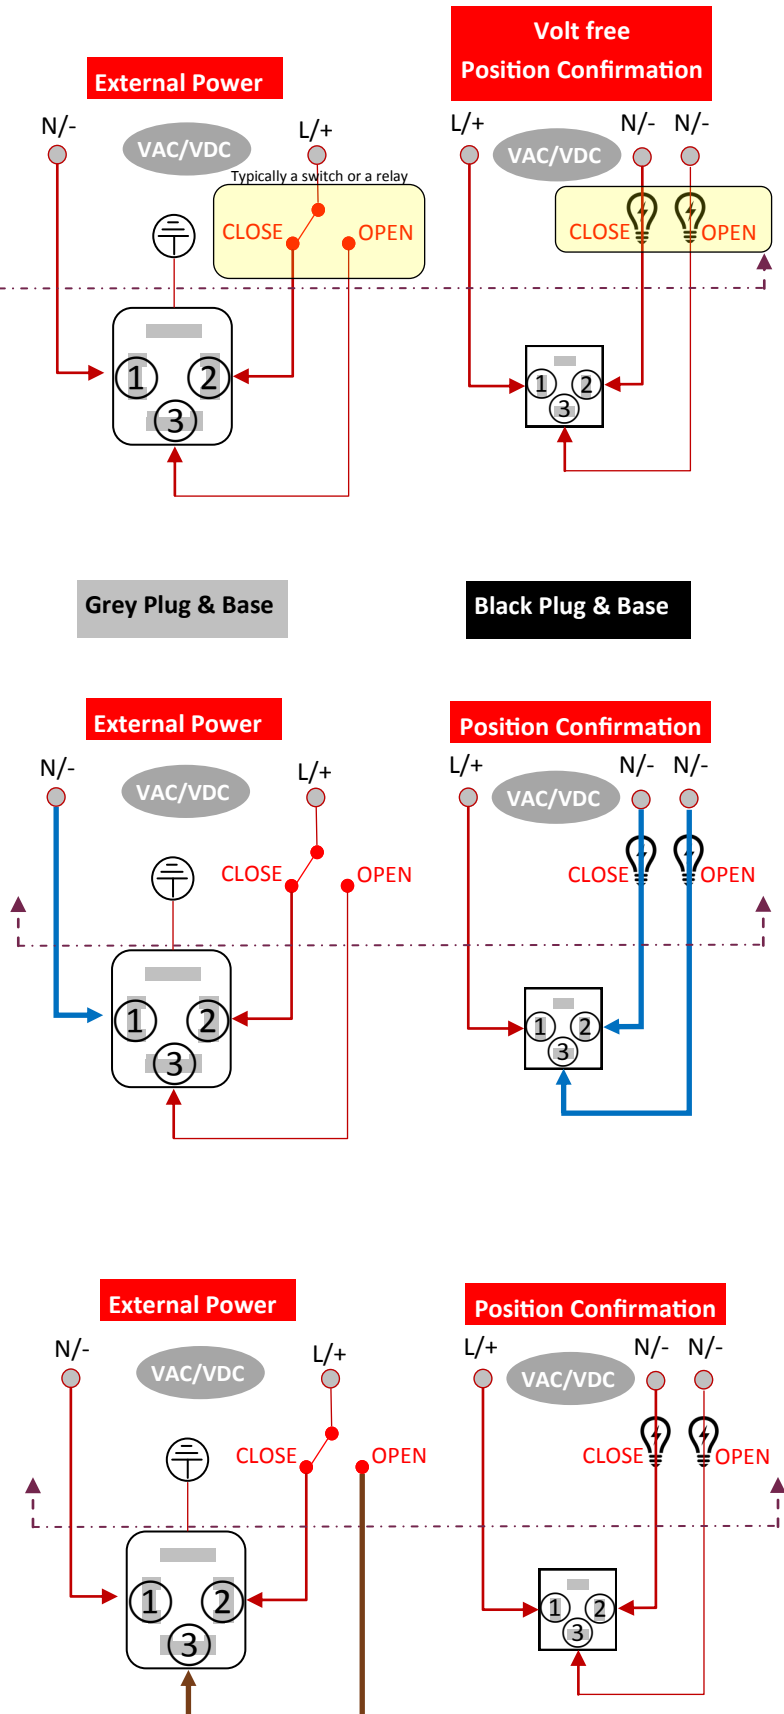 External Power
N/-
VAC/VDC
L/+
Typically a switch or a relay
CLOSE
OPEN
1
2
3
Volt free
Position Confirmation
L/+
VAC/VDC
N/-
N/-
CLOSE
OPEN
1
2
3
Grey Plug & Base
Black Plug & Base
External Power
N/-
VAC/VDC
L/+
CLOSE
OPEN
1
2
3
Position Confirmation
L/+
VAC/VDC
N/-
N/-
CLOSE
OPEN
1
2
3
External Power
N/-
VAC/VDC
L/+
CLOSE
OPEN
1
2
3
Position Confirmation
L/+
VAC/VDC
N/-
N/-
CLOSE
OPEN
1
2
3